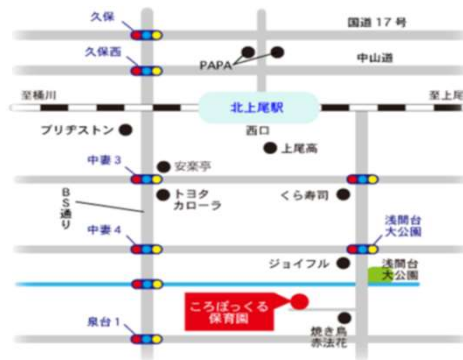 久保
国道17号
久保西
PAPA
中山道
至桶川
北上尾駅
至上尾
ブリヂストン
西口
上尾高
中妻3
安楽亭
BS通り
トヨタ
カローラ
くら寿司
中妻4
浅間台
大公園
ジョイフル
浅間台
大公園
ころぽっくる
保育園
泉台1
焼き鳥
赤法花